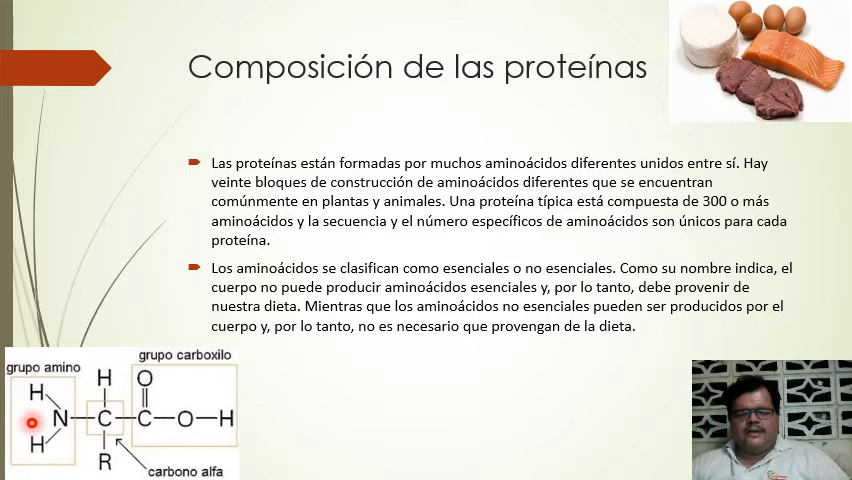 Composición de las proteínas
Las proteínas están formadas por muchos aminoácidos diferentes unidos entre sí. Hay
veinte bloques de construcción de aminoácidos diferentes que se encuentran
comúnmente en plantas y animales. Una proteína típica está compuesta de 300 o más
aminoácidos y la secuencia y el número específicos de aminoácidos son únicos para cada
proteína.
Los aminoácidos se clasifican como esenciales o no esenciales. Como su nombre indica, el
cuerpo no puede producir aminoácidos esenciales y, por lo tanto, debe provenir de
nuestra dieta. Mientras que los aminoácidos no esenciales pueden ser producidos por el
cuerpo y, por lo tanto, no es necesario que provengan de la dieta.
grupo carboxilo
grupo amino
H H O
N C C O H
H
R
carbono alfa